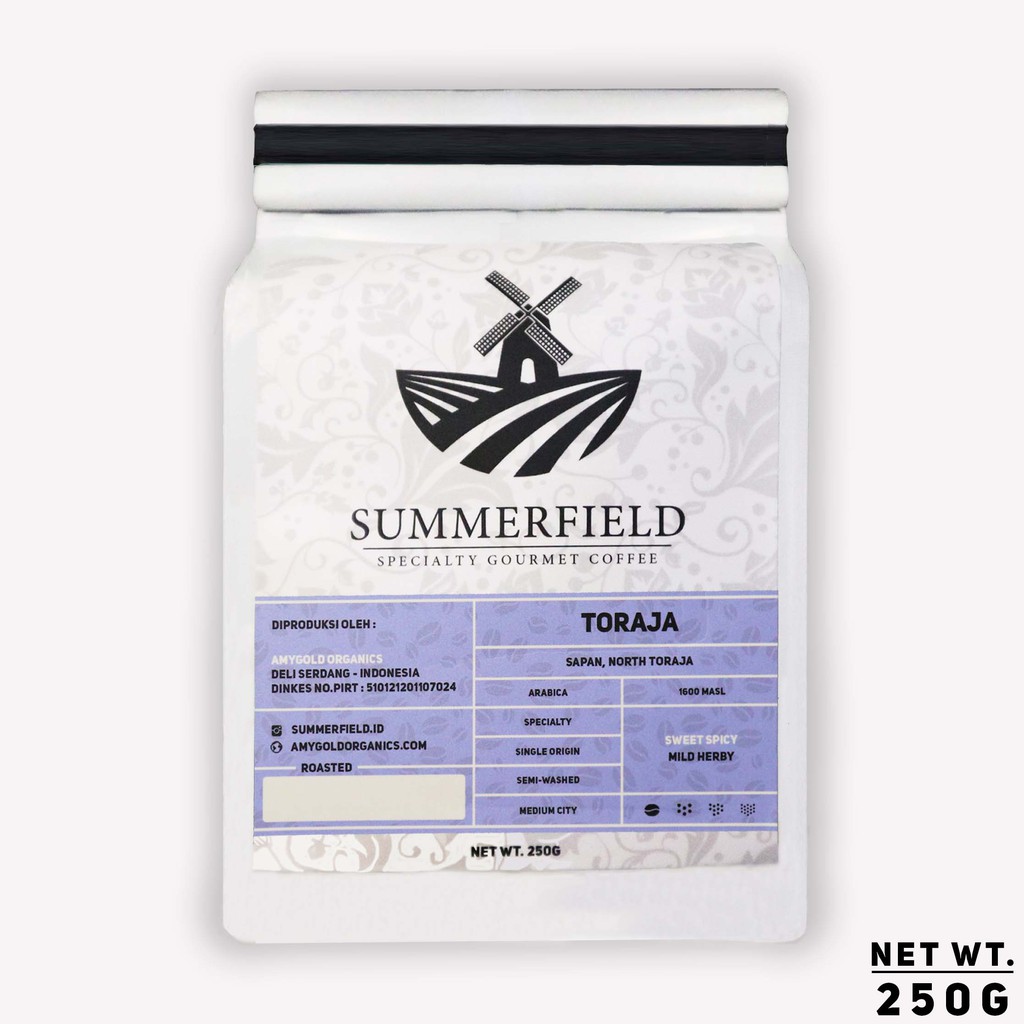 SUMMERFIELD
SPECIALTY GOURMET COFFEE
DIPRODUKSI OLEH :
AMYGOLD ORGANICS
DELI SERDANG - INDONESIA
DINKES NO.PIRT : 510121201107024
SUMMERFIELD.ID
AMYGOLDORGANICS.COM
ROASTED
TORAJA
SAPAN, NORTH TORAJA
ARABICA
1600 MASL
SPECIALTY
SINGLE ORIGIN
SEMI-WASHED
MEDIUM CITY
SWEET SPICY
MILD HERBY
NET WT. 250G
NET WT.
250G